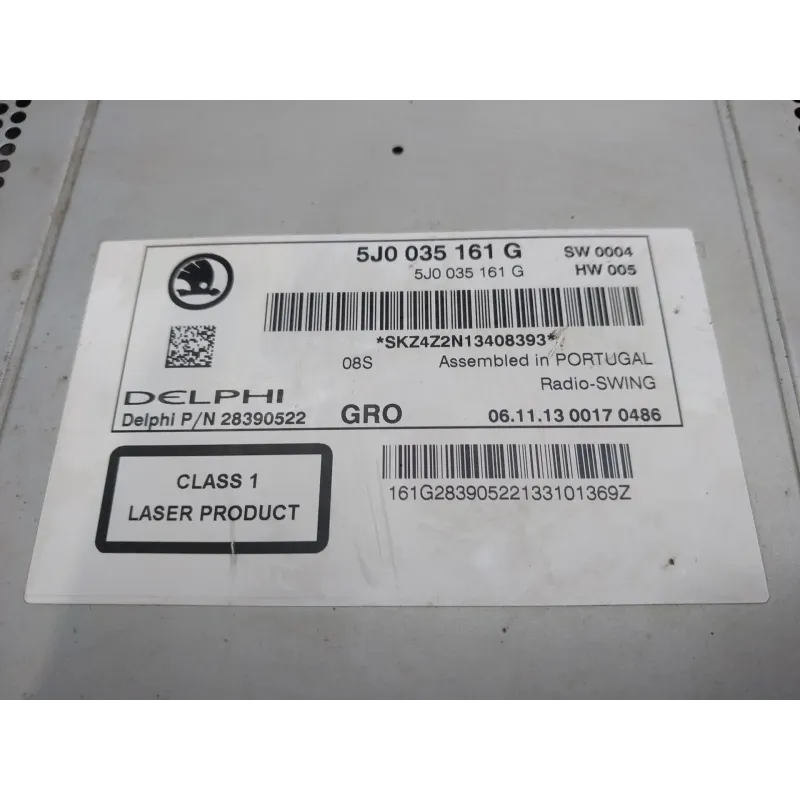 5J0 035 161 G SW 0004
5J0 035 161 G HW 005
*SKZ4Z2N13408393*
08S Assembled in PORTUGAL
Radio-SWING
DELPHI
Delphi P/N 28390522 GRO 06.11.13 0017 0486
CLASS 1
LASER PRODUCT
161G28390522133101369Z